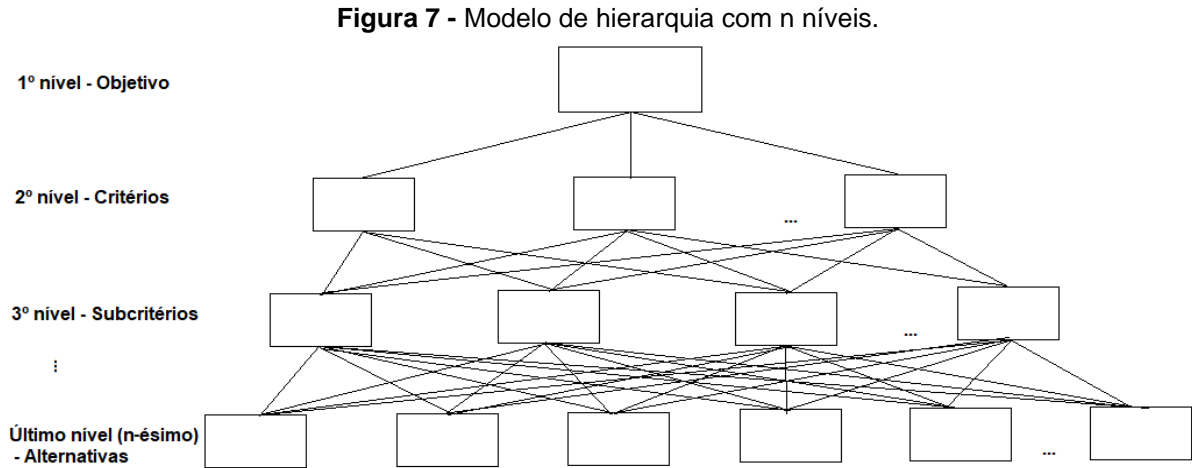 Figura 7 - Modelo de hierarquia com n níveis.
1º nível - Objetivo
2º nível - Critérios
...
3º nível - Subcritérios
...
⋮
Último nível (n-ésimo)
- Alternativas
...